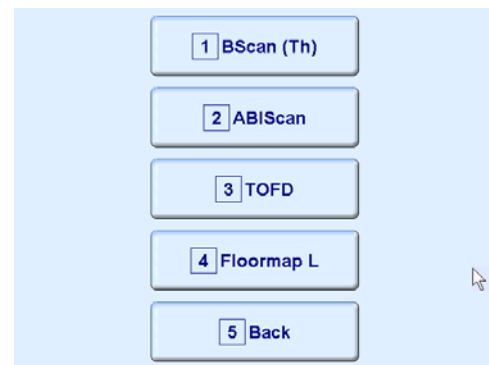 1 BScan (Th)
2 ABIScan
3 TOFD
4 Floormap L
5 Back